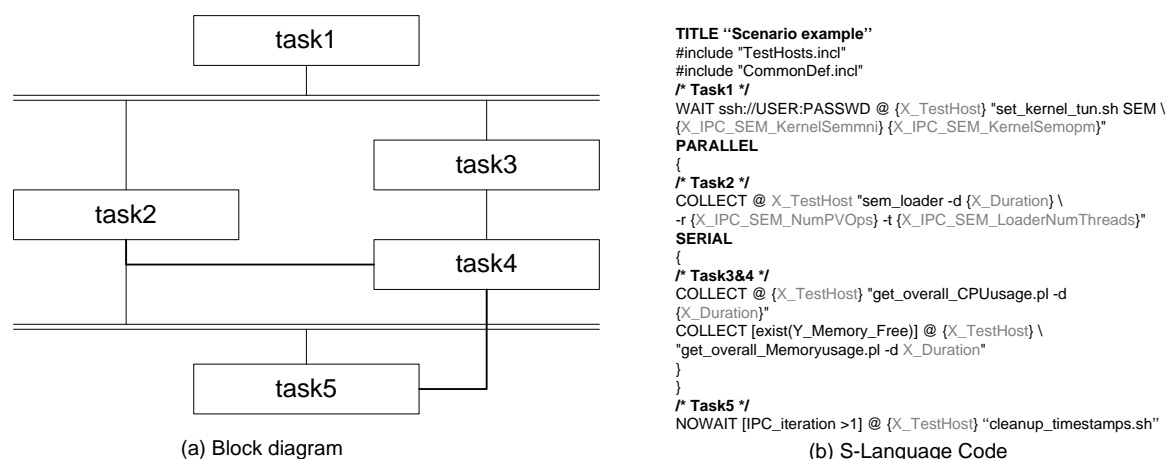 task1
task3
task2
task4
task5
(a) Block diagram
TITLE ‘‘Scenario example’’
#include "TestHosts.incl"
#include "CommonDef.incl"
/* Task1 */
WAIT ssh://USER:PASSWD @ {X_TestHost} "set_kernel_tun.sh SEM \
{X_IPC_SEM_KernelSemmni} {X_IPC_SEM_KernelSemopm}"
PARALLEL
{
/* Task2 */
COLLECT @ X_TestHost "sem_loader -d {X_Duration} \
-r {X_IPC_SEM_NumPVOps} -t {X_IPC_SEM_LoaderNumThreads}"
SERIAL
{
/* Task3&4 */
COLLECT @ {X_TestHost} "get_overall_CPUusage.pl -d
{X_Duration}"
COLLECT [exist(Y_Memory_Free)] @ {X_TestHost} \
"get_overall_Memoryusage.pl -d X_Duration"
}
}
/* Task5 */
NOWAIT [IPC_iteration >1] @ {X_TestHost} ‘‘cleanup_timestamps.sh’’
(b) S-Language Code